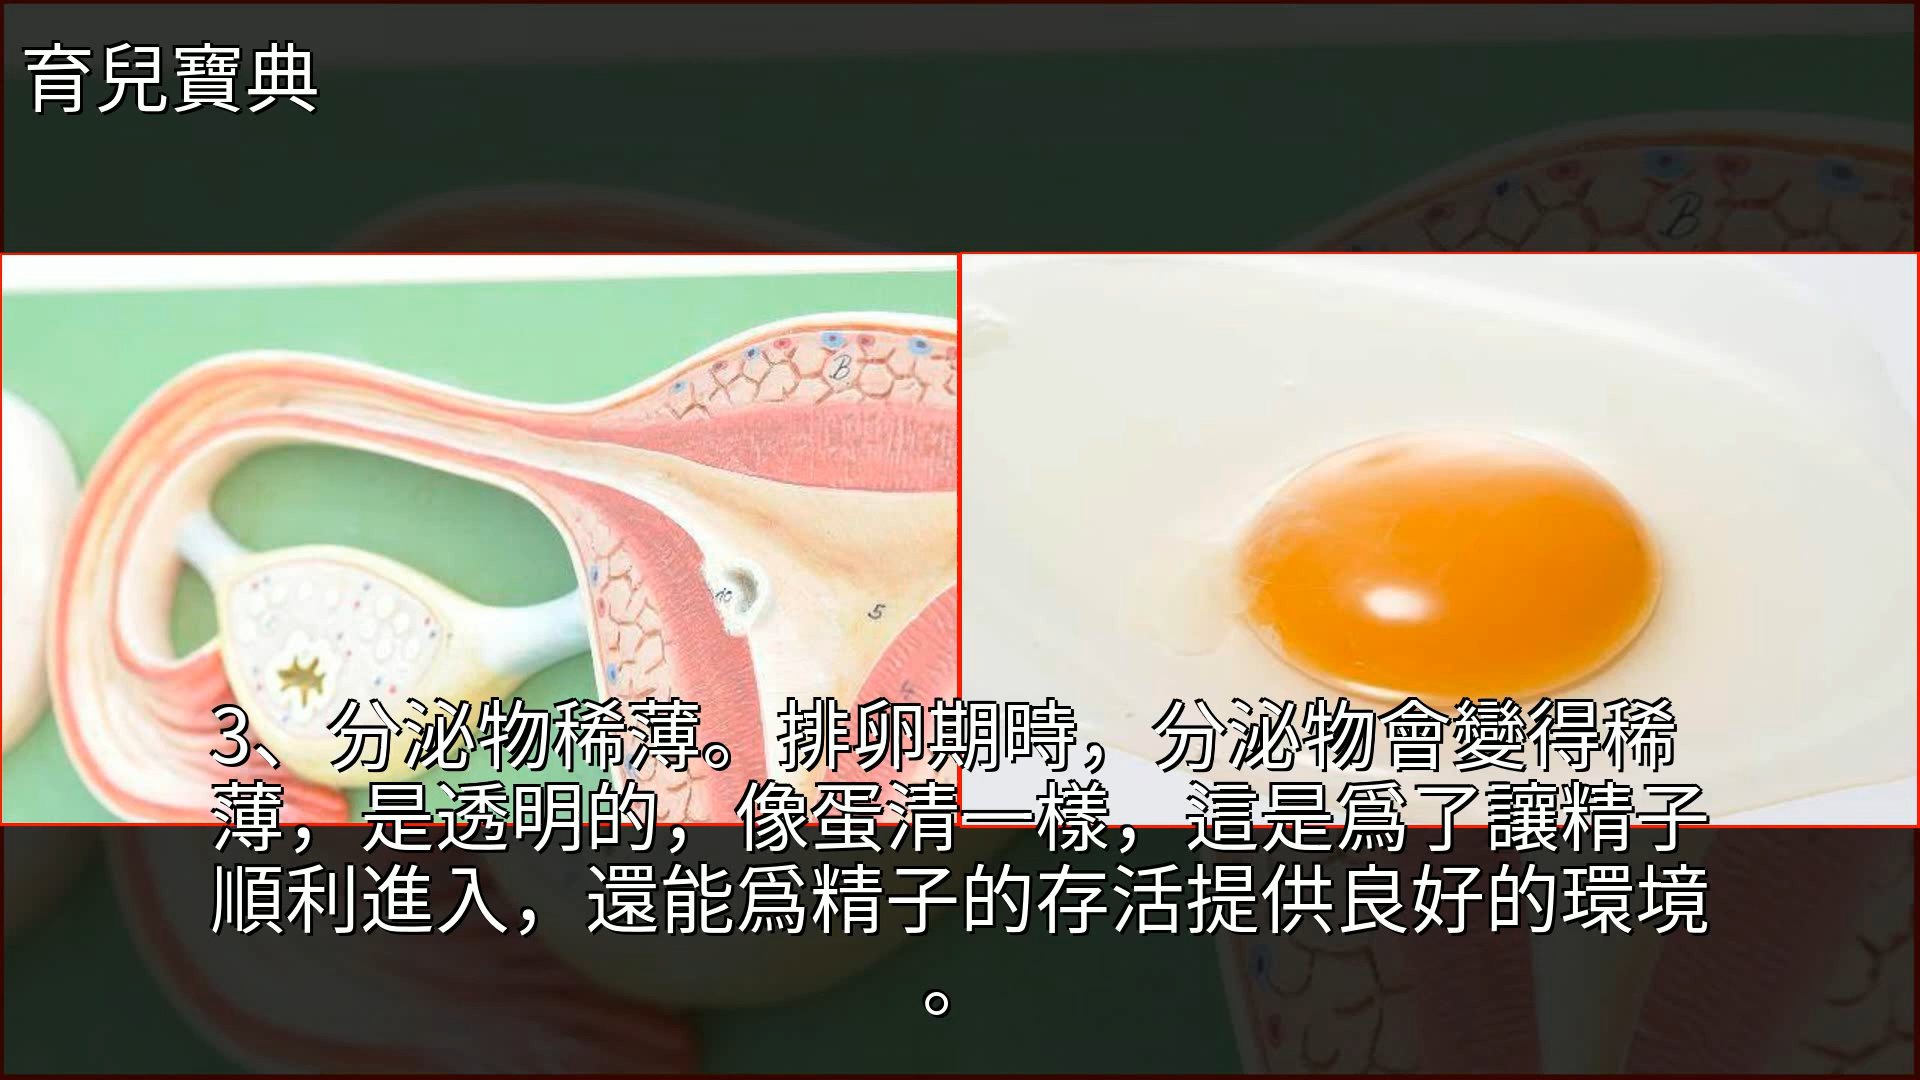 育兒寶典
B
B
10
5
4
3、分泌物稀薄。排卵期時，分泌物會變得稀
薄，是透明的，像蛋清一樣，這是爲了讓精子
順利進入，還能爲精子的存活提供良好的環境
。